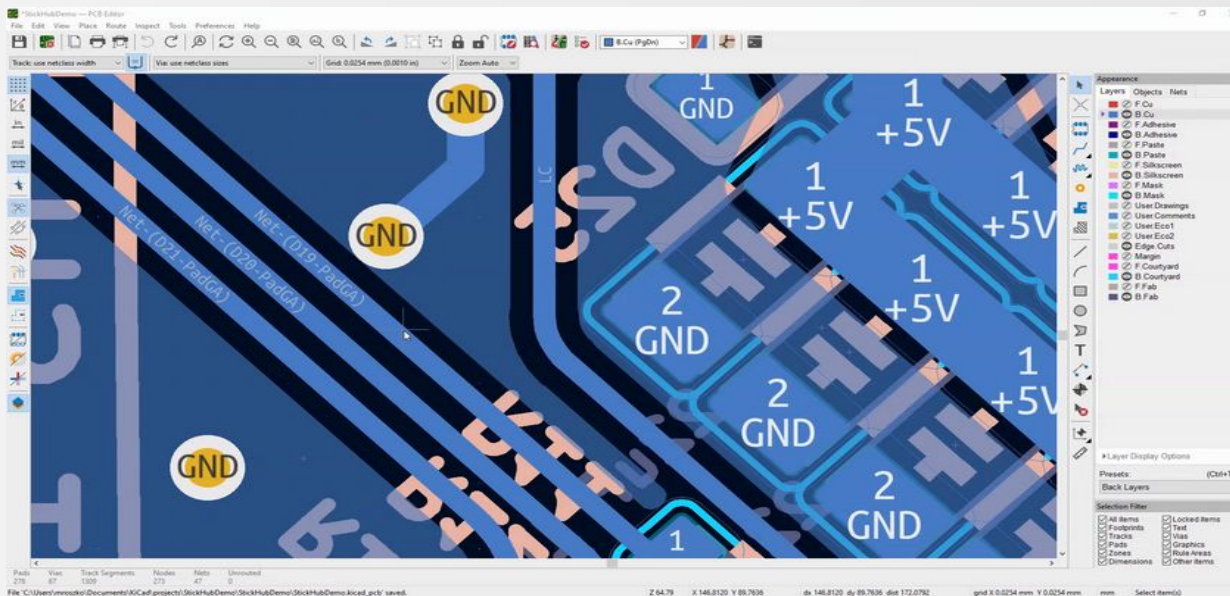 *StickHubDemo — PCB Editor
File Edit View Place Route Inspect Tools Preferences Help
B.Cu (PgDn)
Track: use netclass width
Via: use netclass sizes
Grid: 0.0254 mm (0.0010 in)
Zoom Auto
in
mil
mm
GND
GND
GND
Net-(D21-PadGA)
Net-(D20-PadGA)
Net-(D19-PadGA)
LC
1
GND
1
+5V
1
+5V
1
+5V
1
+5V
1
+5V
2
GND
2
GND
2
GND
1
Appearance
Layers Objects Nets
F.Cu
B.Cu
F.Adhesive
B.Adhesive
F.Paste
B.Paste
F.Silkscreen
B.Silkscreen
F.Mask
B.Mask
User.Drawings
User.Comments
User.Eco1
User.Eco2
Edge.Cuts
Margin
F.Courtyard
B.Courtyard
F.Fab
B.Fab
Layer Display Options
Presets:
Back Layers
Selection Filter
All items Locked items
Footprints Text
Tracks Vias
Pads Graphics
Zones Rule Areas
Dimensions Other items
Pads Vias Track Segments Nodes Nets Unrouted
276 87 1309 273 47 0
File 'C:\Users\mroszko\Documents\KiCad\projects\StickHubDemo\StickHubDemo\StickHubDemo.kicad_pcb' saved.
Z 64.79 X 146.8120 Y 89.7636 dx 146.8120 dy 89.7636 dist 172.0792 grid X 0.0254 mm Y 0.0254 mm mm Select item(s)